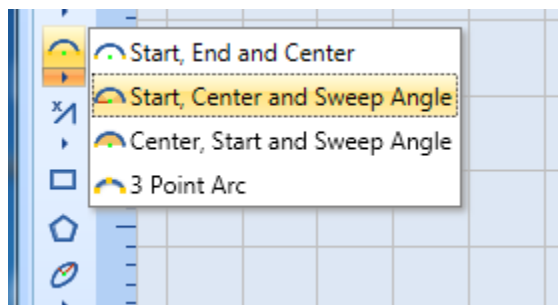 Start, End and Center
Start, Center and Sweep Angle
Center, Start and Sweep Angle
3 Point Arc